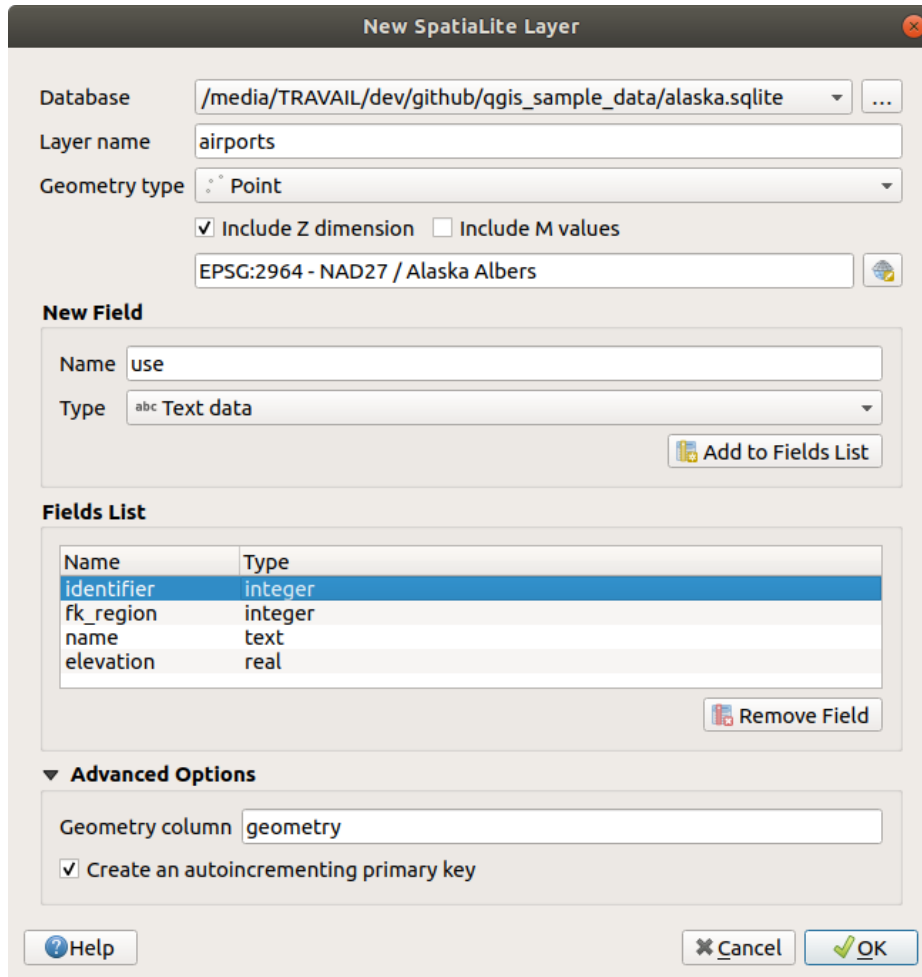 New SpatiaLite Layer
Database /media/TRAVAIL/dev/github/qgis_sample_data/alaska.sqlite ...
Layer name airports
Geometry type Point
Include Z dimension Include M values
EPSG:2964 - NAD27 / Alaska Albers
New Field
Name use
Type abc Text data
Add to Fields List
Fields List
Name Type
identifier integer
fk_region integer
name text
elevation real
Remove Field
Advanced Options
Geometry column geometry
Create an autoincrementing primary key
Help Cancel OK